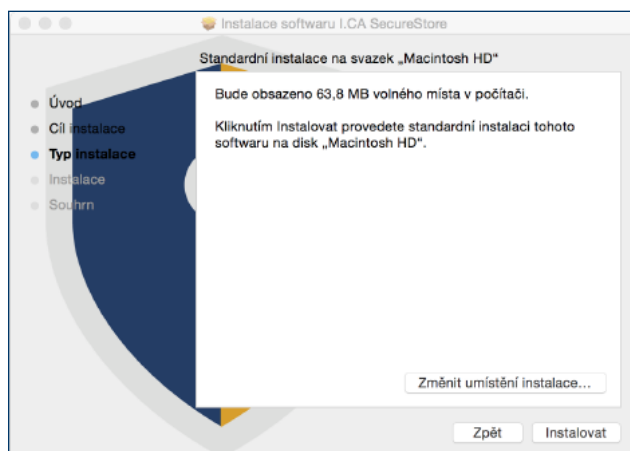 Instalace softwaru I.CA SecureStore
Standardní instalace na svazek „Macintosh HD“
Úvod
Cíl instalace
Typ instalace
Instalace
Souhrn
Bude obsazeno 63,8 MB volného místa v počítači.
Kliknutím Instalovat provedete standardní instalaci tohoto
softwaru na disk „Macintosh HD“.
Změnit umístění instalace...
Zpět
Instalovat